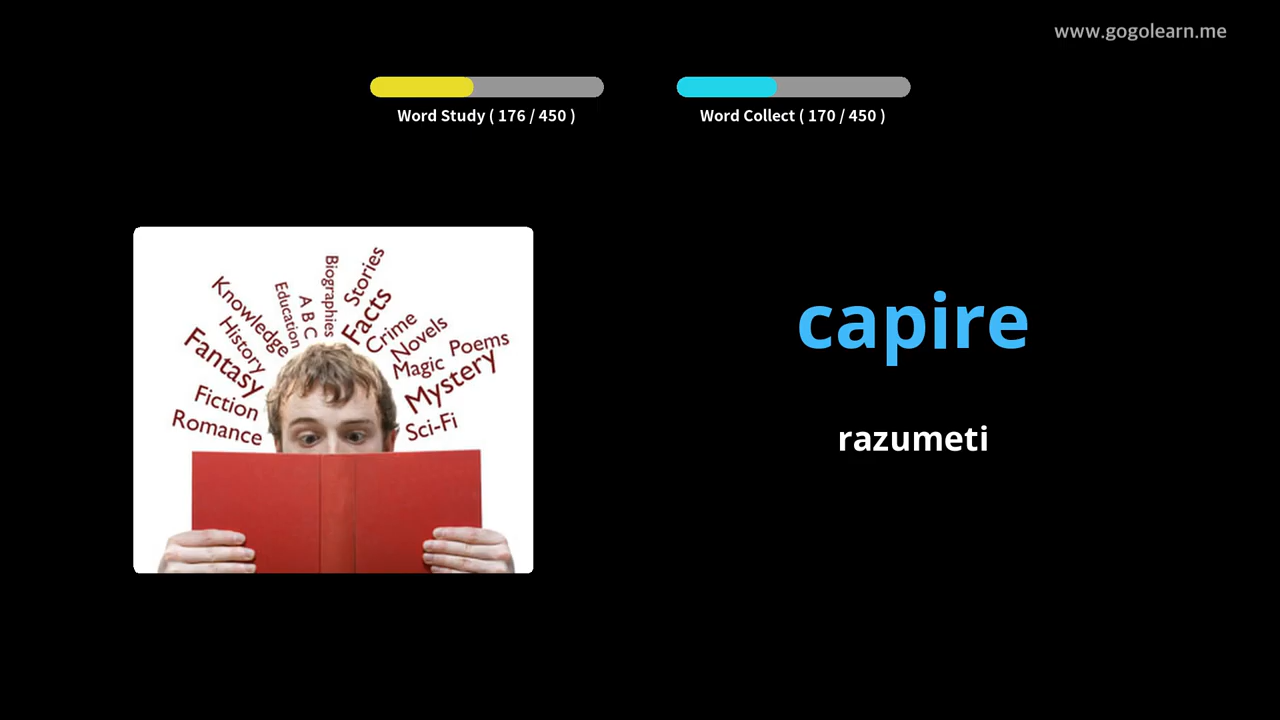 www.gogolearn.me
Word Study ( 176 / 450 )
Word Collect ( 170 / 450 )
Biographies
Stories
Knowledge
Education
A B C
Facts
Crime
History
Novels
Poems
Fantasy
Magic
Mystery
Fiction
Romance
Sci-Fi
capire
razumeti